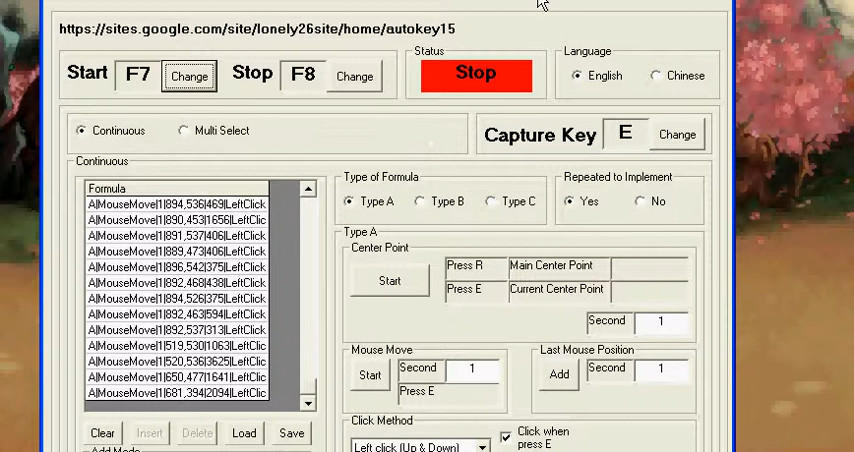 https://sites.google.com/site/lonely26site/home/autokey15
Status
Language
Start F7 Change Stop F8 Change
Stop
English Chinese
Continuous Multi Select
Capture Key E Change
Continuous
Formula
A|MouseMove|1|894,536|469|LeftClick
A|MouseMove|1|890,453|1656|LeftClic
A|MouseMove|1|891,537|406|LeftClick
A|MouseMove|1|889,473|406|LeftClick
A|MouseMove|1|896,542|375|LeftClick
A|MouseMove|1|892,468|438|LeftClick
A|MouseMove|1|894,526|375|LeftClick
A|MouseMove|1|892,463|594|LeftClick
A|MouseMove|1|892,537|313|LeftClick
A|MouseMove|1|519,530|1063|LeftClic
A|MouseMove|1|520,536|3625|LeftClic
A|MouseMove|1|650,477|1641|LeftClic
A|MouseMove|1|681,394|2094|LeftClic
Clear Insert Delete Load Save
Add Mode
Type of Formula
Type A Type B Type C
Repeated to Implement
Yes No
Type A
Center Point
Start
Press R Main Center Point
Press E Current Center Point
Second 1
Mouse Move
Start Second 1
Press E
Last Mouse Position
Add Second 1
Click Method
Left click (Up & Down)
Click when
press E